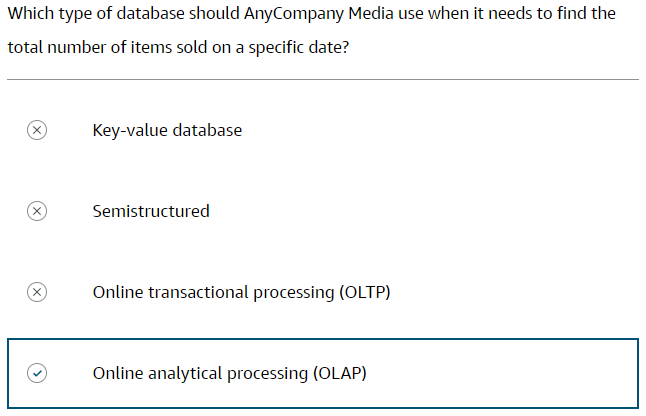 Which type of database should AnyCompany Media use when it needs to find the
total number of items sold on a specific date?
Key-value database
Semistructured
Online transactional processing (OLTP)
Online analytical processing (OLAP)